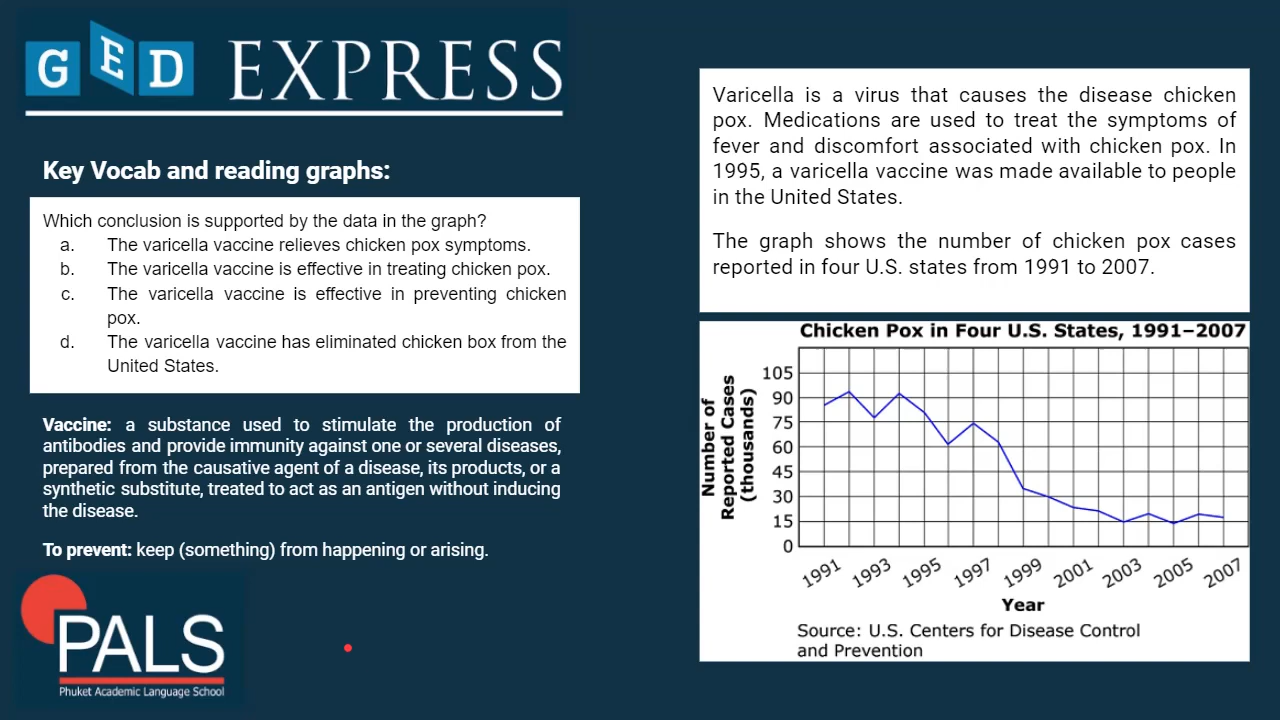 GED EXPRESS
Key Vocab and reading graphs:
Which conclusion is supported by the data in the graph?
a. The varicella vaccine relieves chicken pox symptoms.
b. The varicella vaccine is effective in treating chicken pox.
c. The varicella vaccine is effective in preventing chicken
pox.
d. The varicella vaccine has eliminated chicken box from the
United States.
Vaccine: a substance used to stimulate the production of
antibodies and provide immunity against one or several diseases,
prepared from the causative agent of a disease, its products, or a
synthetic substitute, treated to act as an antigen without inducing
the disease.
To prevent: keep (something) from happening or arising.
PALS
Phuket Academic Language School
Varicella is a virus that causes the disease chicken
pox. Medications are used to treat the symptoms of
fever and discomfort associated with chicken pox. In
1995, a varicella vaccine was made available to people
in the United States.
The graph shows the number of chicken pox cases
reported in four U.S. states from 1991 to 2007.
Chicken Pox in Four U.S. States, 1991–2007
Number of
Reported Cases
(thousands)
105
90
75
60
45
30
15
0
1991 1993 1995 1997 1999 2001 2003 2005 2007
Year
Source: U.S. Centers for Disease Control
and Prevention